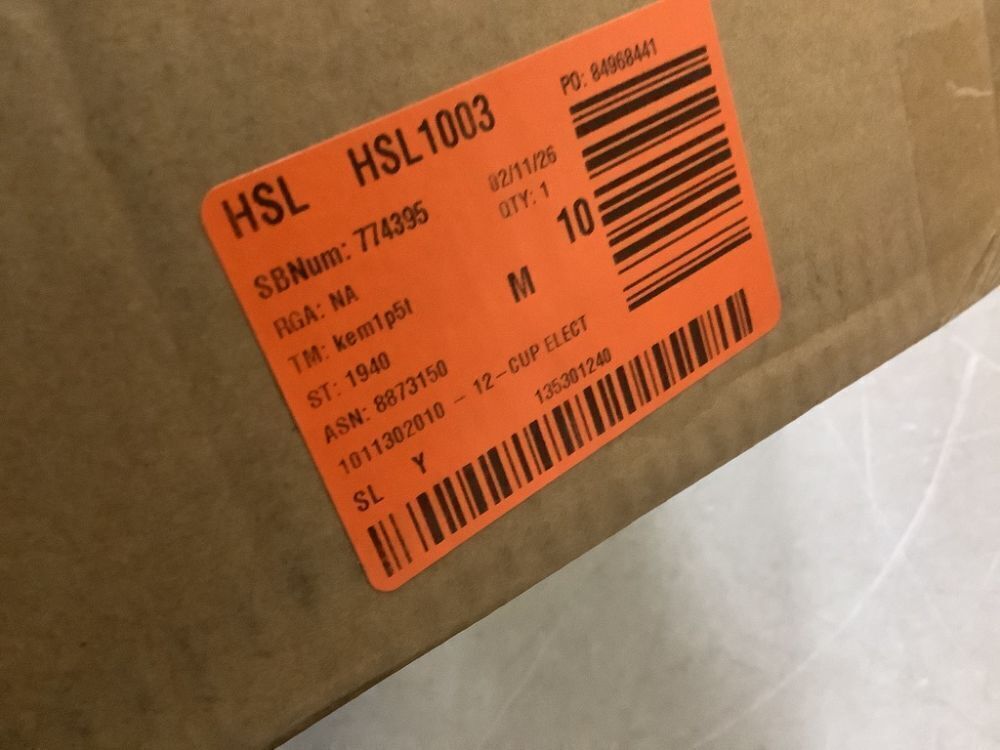 HSL HSL1003 PO: 84968441
SBNum: 774395 02/11/26
RGA: NA QTY: 1
TM: kem1p5t M 10
ST: 1940
ASN: 8873150
1011302010 - 12-CUP ELECT
SL Y 135301240